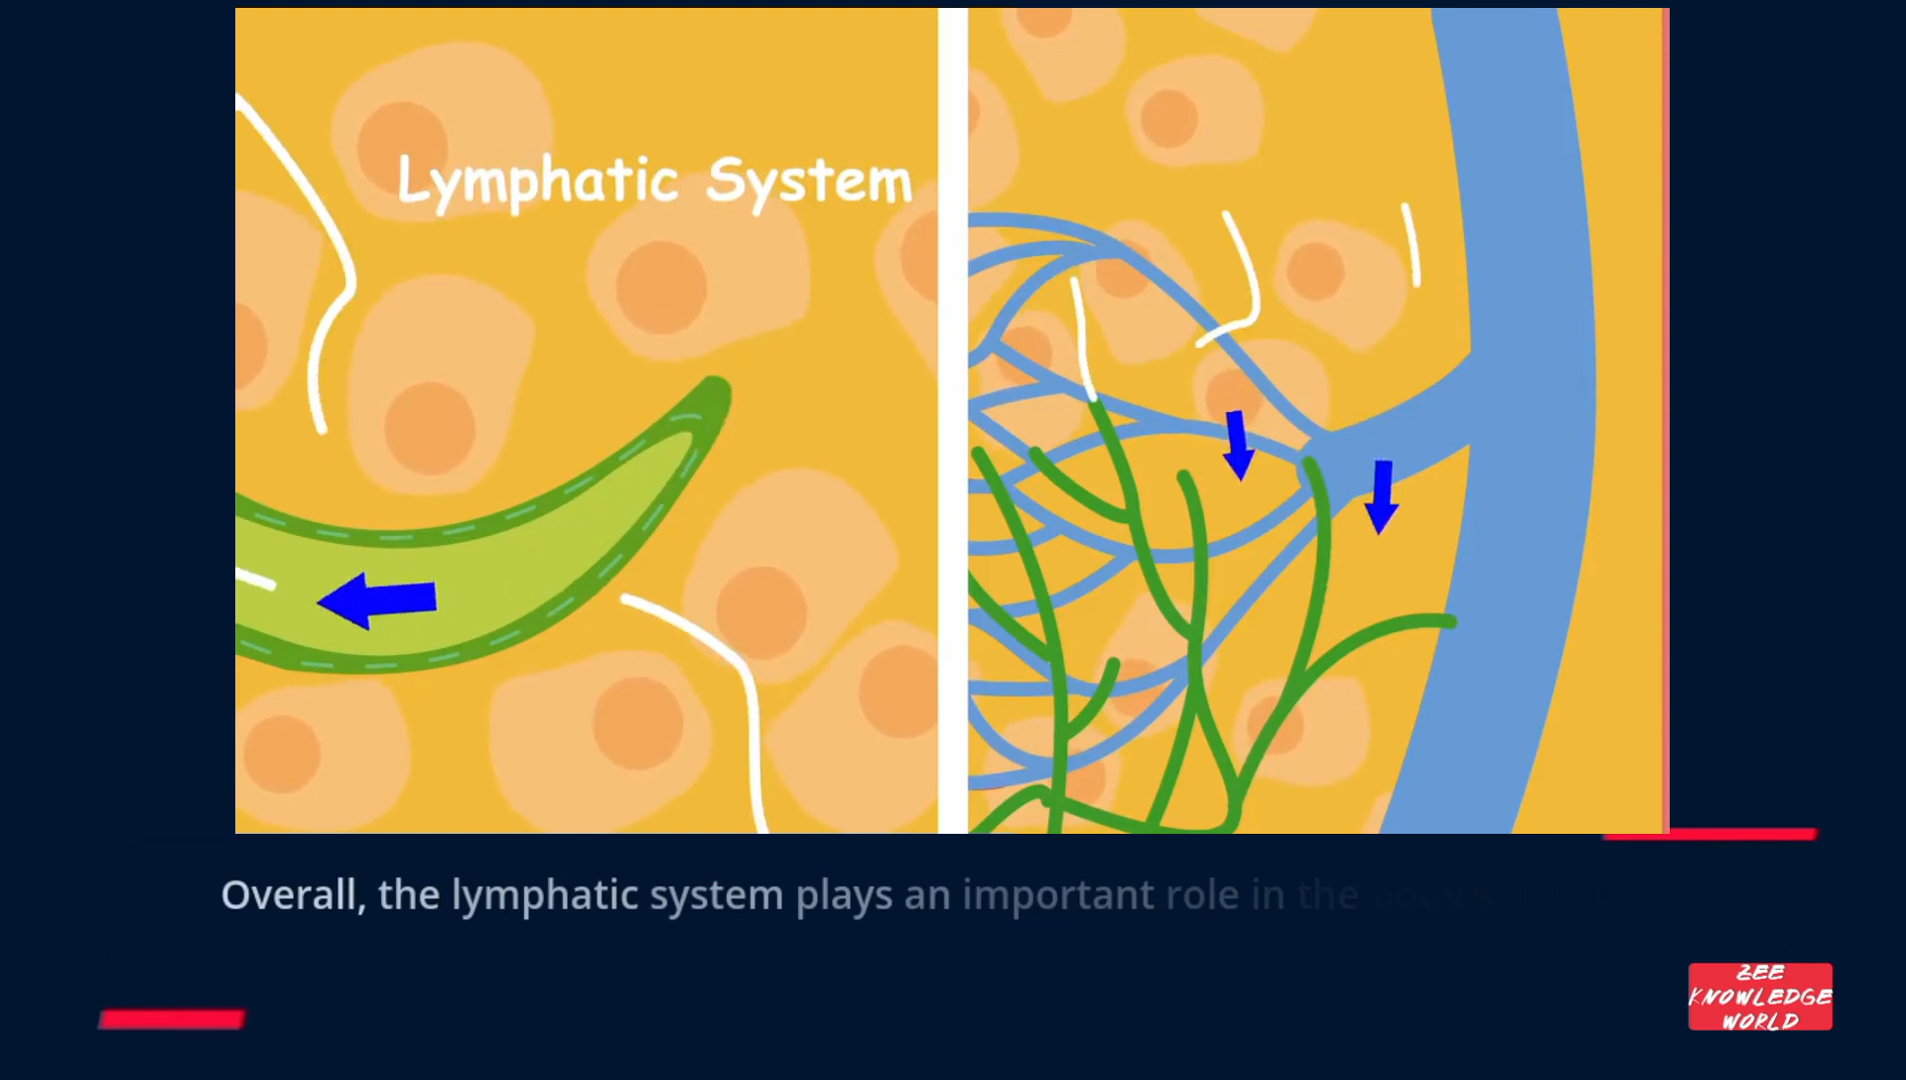 Lymphatic System
Overall, the lymphatic system plays an important role in the
ZEE
KNOWLEDGE
WORLD